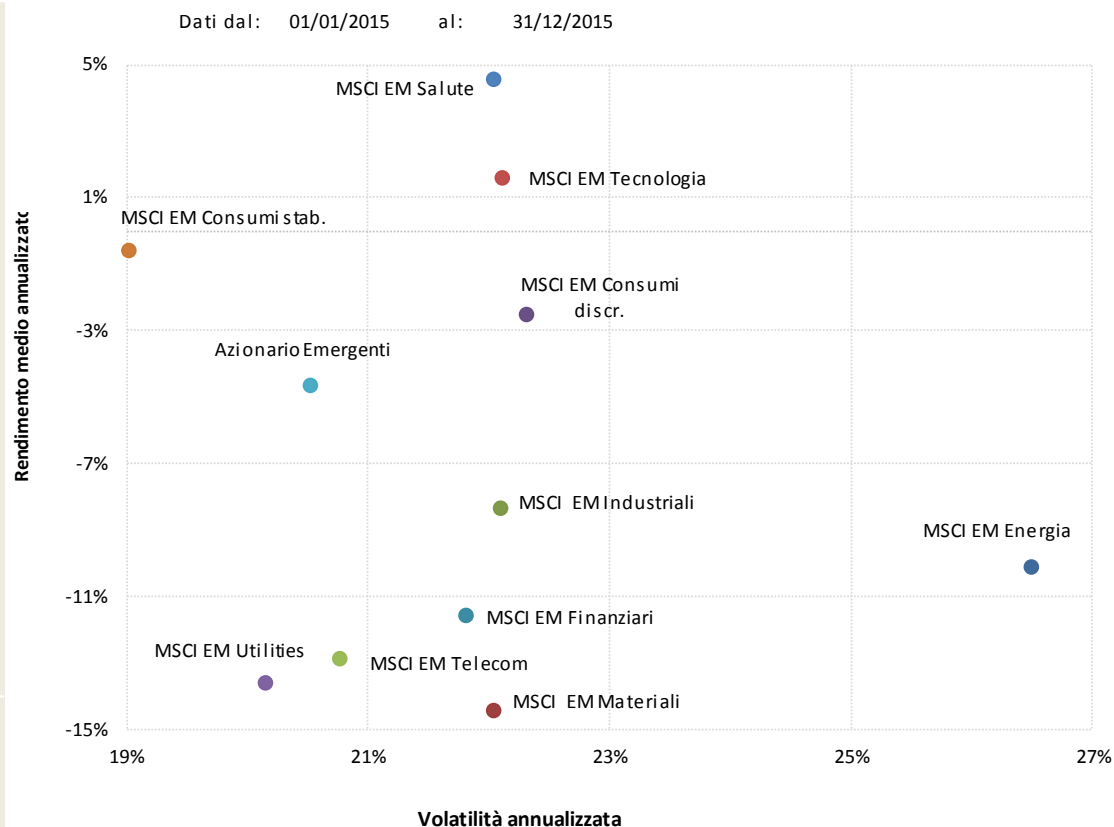 Dati dal: 01/01/2015 al: 31/12/2015
5%
MSCI EM Salute
MSCI EM Tecnologia
1%
MSCI EM Consumi stab.
MSCI EM Consumi
discr.
-3%
Azionario Emergenti
-7%
MSCI EM Industriali
MSCI EM Energia
-11%
MSCI EM Finanziari
MSCI EM Utilities
MSCI EM Telecom
MSCI EM Materiali
-15%
19% 21% 23% 25% 27%
Rendimento medio annualizzato
Volatilità annualizzata